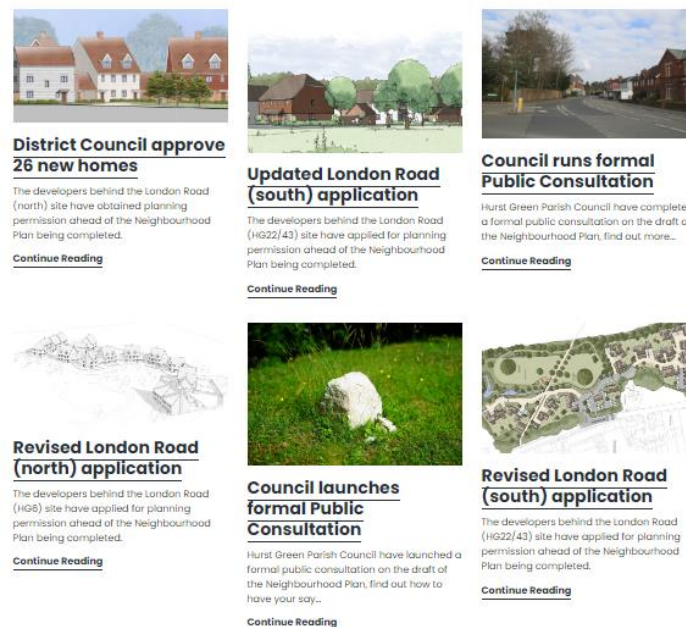 District Council approve
26 new homes
The developers behind the London Road
(north) site have obtained planning
permission ahead of the Neighbourhood
Plan being completed.
Continue Reading
Updated London Road
(south) application
The developers behind the London Road
(HG22/43) site have applied for planning
permission ahead of the Neighbourhood
Plan being completed.
Continue Reading
Council runs formal
Public Consultation
Hurst Green Parish Council have complete
a formal public consultation on the draft o
the Neighbourhood Plan, find out more...
Continue Reading
Revised London Road
(north) application
The developers behind the London Road
(HG6) site have applied for planning
permission ahead of the Neighbourhood
Plan being completed.
Continue Reading
Council launches
formal Public
Consultation
Hurst Green Parish Council have launched a
formal public consultation on the draft of
the Neighbourhood Plan, find out how to
have your say...
Continue Reading
Revised London Road
(south) application
The developers behind the London Road
(HG22/43) site have applied for planning
permission ahead of the Neighbourhood
Plan being completed.
Continue Reading